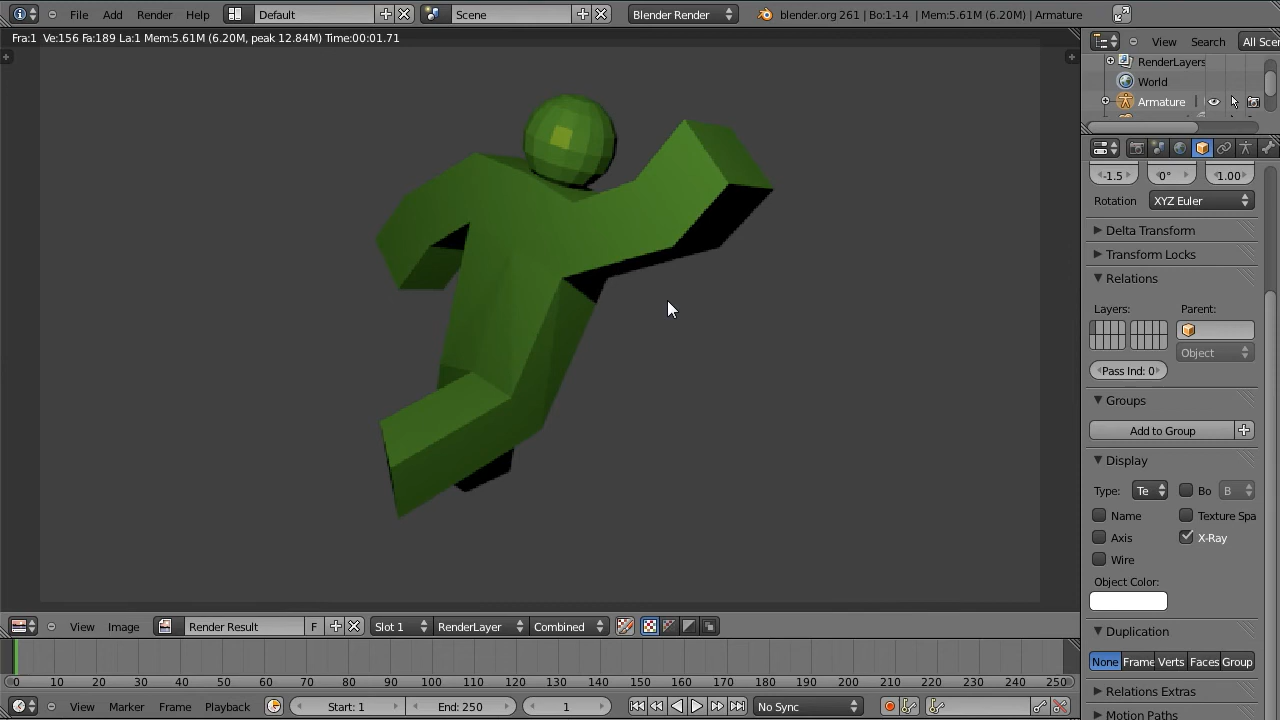 File Add Render Help Default Scene Blender Render blender.org 261 | Bo:1-14 | Mem:5.61M (6.20M) | Armature
Fra:1 Ve:156 Fa:189 La:1 Mem:5.61M (6.20M, peak 12.84M) Time:00:01.71
View Search All Sce
RenderLayers
World
Armature
-1.5 0° 1.00
Rotation XYZ Euler
Delta Transform
Transform Locks
Relations
Layers: Parent:
Object
Pass Ind: 0
Groups
Add to Group
Display
Type: Te Bo B
Name Texture Spa
Axis X-Ray
Wire
Object Color:
Duplication
None Frame Verts Faces Group
Relations Extras
Motion Paths
View Image Render Result F Slot 1 RenderLayer Combined
0 10 20 30 40 50 60 70 80 90 100 110 120 130 140 150 160 170 180 190 200 210 220 230 240 250
View Marker Frame Playback Start: 1 End: 250 1 No Sync